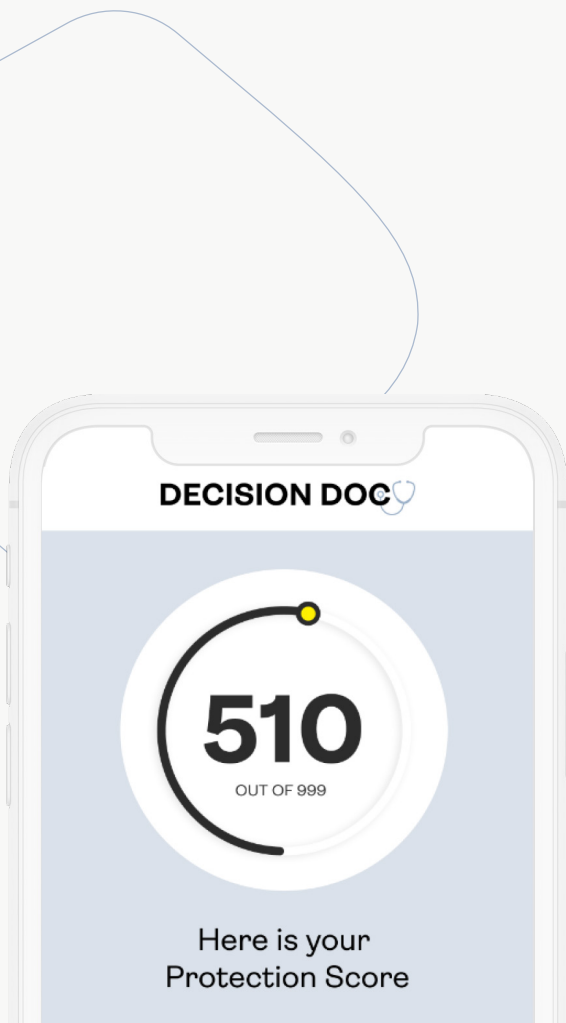 DECISION DOC
510
OUT OF 999
Here is your
Protection Score